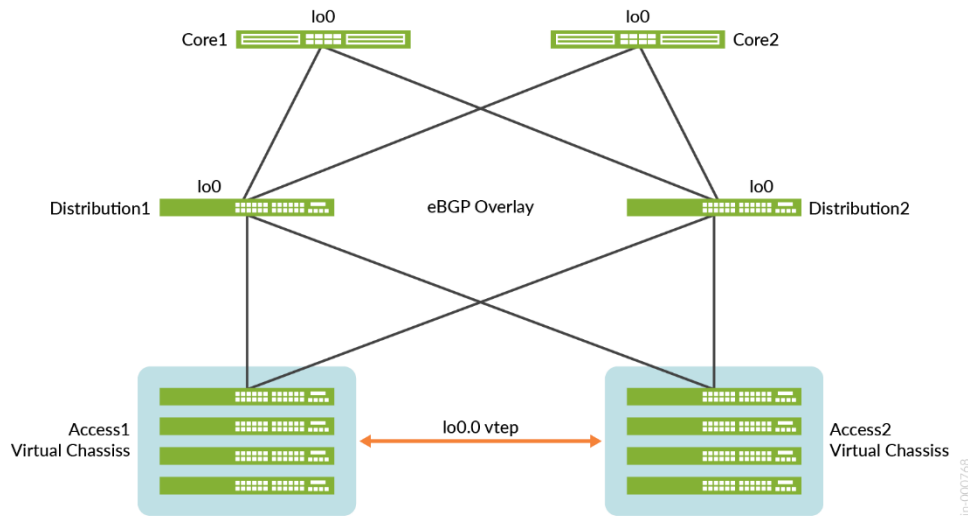 lo0
lo0
Core1
Core2
lo0
lo0
Distribution1
eBGP Overlay
Distribution2
Access1
Virtual Chassiss
lo0.0 vtep
Access2
Virtual Chassiss
jn-000768